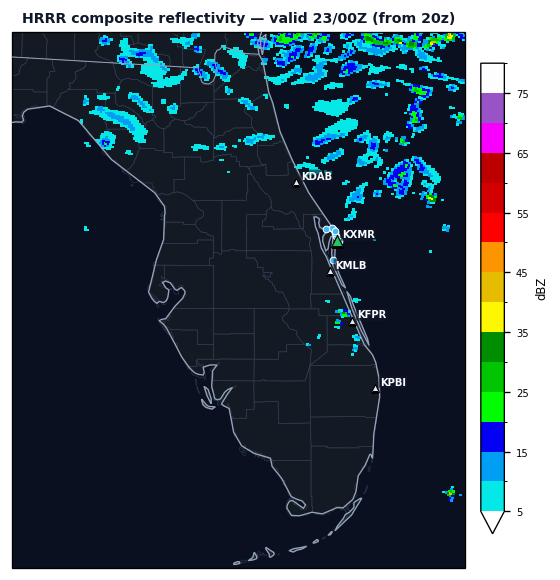 HRRR composite reflectivity — valid 23/00Z (from 20z)
KDAB
KXMR
KMLB
KFPR
KPBI
75
65
55
45
35
25
15
5
dBZ